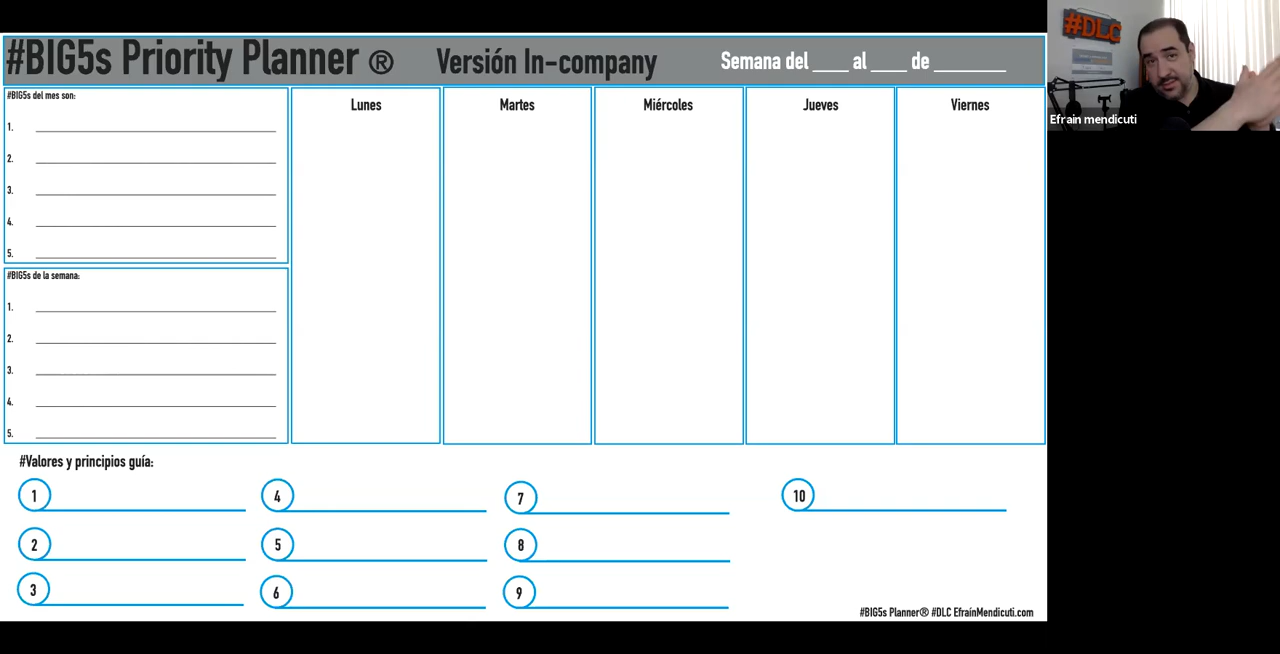 #BIG5s Priority Planner ® Versión In-company Semana del ____ al ____ de ________
#BIG5s del mes son:
1.
2.
3.
4.
5.
#BIG5s de la semana:
1.
2.
3.
4.
5.
Lunes
Martes
Miércoles
Jueves
Viernes
#Valores y principios guía:
1
2
3
4
5
6
7
8
9
10
#BIG5s Planner® #DLC EfraínMendicuti.com
#DLC
Efrain mendicuti